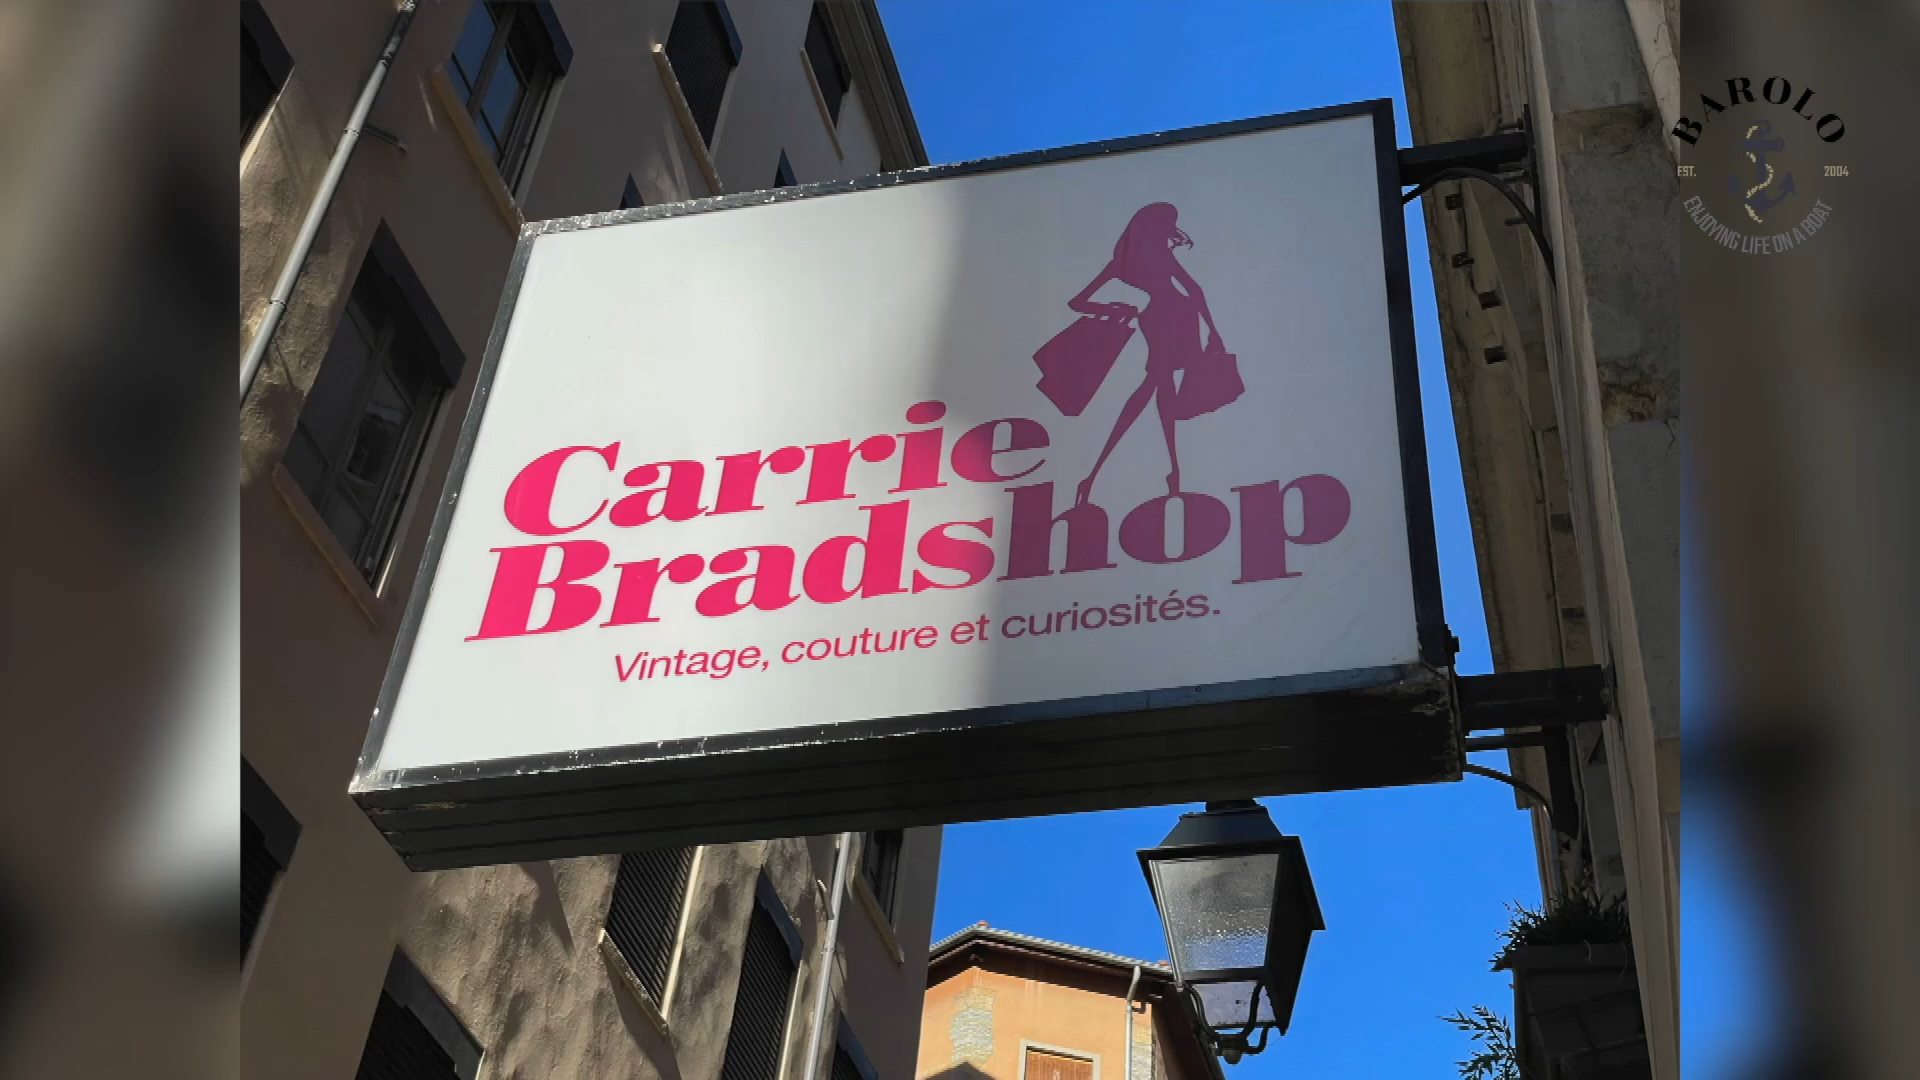 Carrie
Bradshop
Vintage, couture et curiosités.
BAROLO
EST. 2004
ENJOYING LIFE ON A BOAT